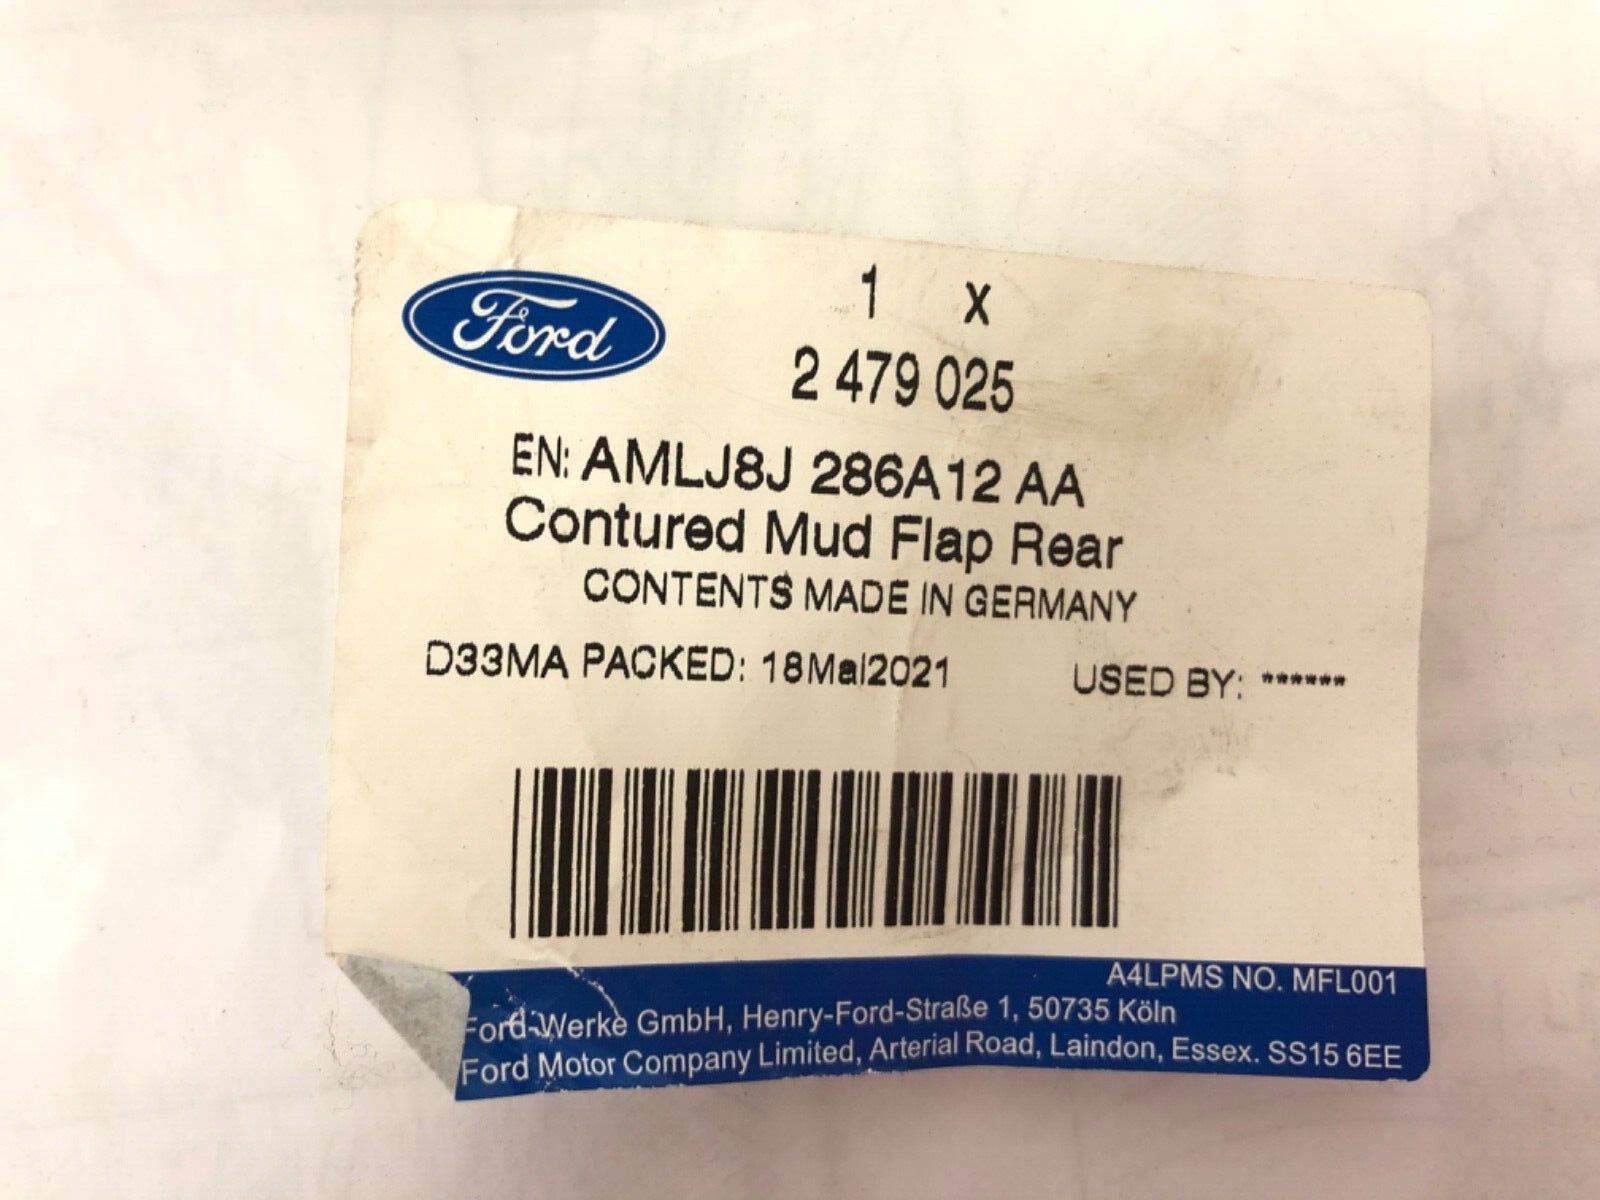 Ford
1 x
2 479 025
EN: AMLJ8J 286A12 AA
Contured Mud Flap Rear
CONTENTS MADE IN GERMANY
D33MA PACKED: 18Mai2021 USED BY: ******
A4LPMS NO. MFL001
Ford-Werke GmbH, Henry-Ford-Straße 1, 50735 Köln
Ford Motor Company Limited, Arterial Road, Laindon, Essex. SS15 6EE